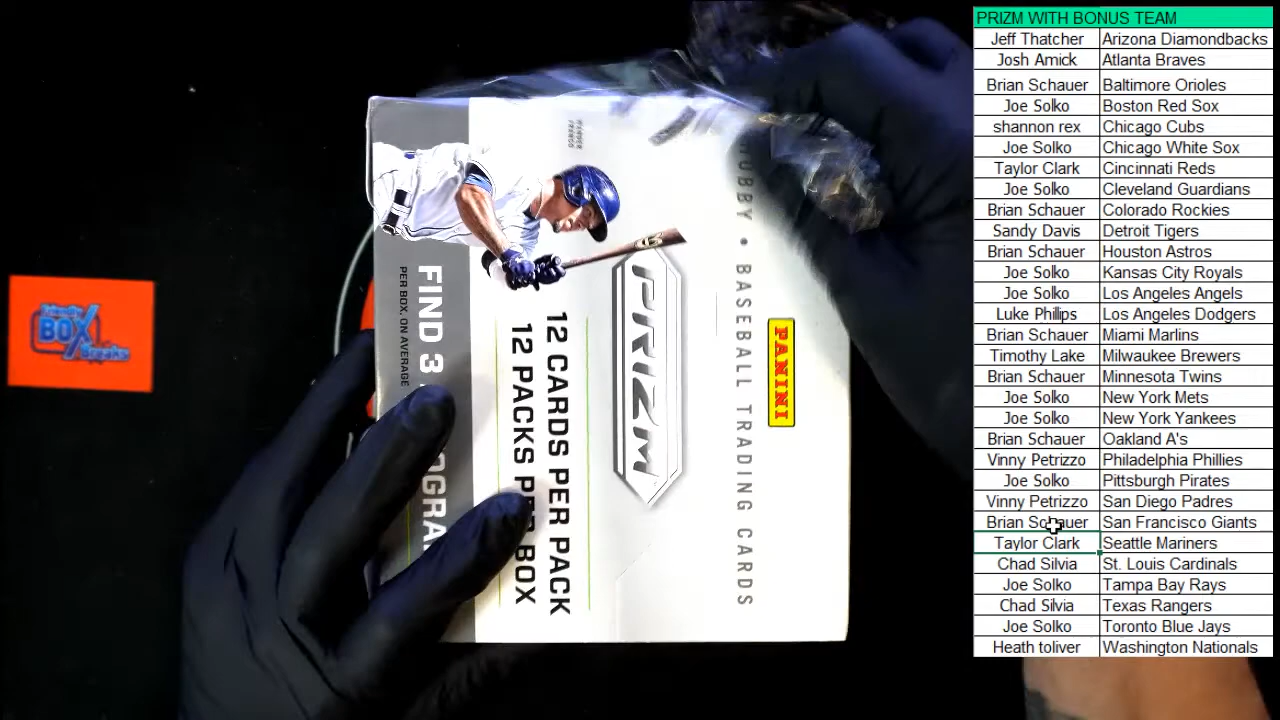 PRIZM WITH BONUS TEAM
Jeff Thatcher Arizona Diamondbacks
Josh Amick Atlanta Braves
Brian Schauer Baltimore Orioles
Joe Solko Boston Red Sox
shannon rex Chicago Cubs
Joe Solko Chicago White Sox
Taylor Clark Cincinnati Reds
Joe Solko Cleveland Guardians
Brian Schauer Colorado Rockies
Sandy Davis Detroit Tigers
Brian Schauer Houston Astros
Joe Solko Kansas City Royals
Joe Solko Los Angeles Angels
Luke Philips Los Angeles Dodgers
Brian Schauer Miami Marlins
Timothy Lake Milwaukee Brewers
Brian Schauer Minnesota Twins
Joe Solko New York Mets
Joe Solko New York Yankees
Brian Schauer Oakland A's
Vinny Petrizzo Philadelphia Phillies
Joe Solko Pittsburgh Pirates
Vinny Petrizzo San Diego Padres
Brian Schauer San Francisco Giants
Taylor Clark Seattle Mariners
Chad Silvia St. Louis Cardinals
Joe Solko Tampa Bay Rays
Chad Silvia Texas Rangers
Joe Solko Toronto Blue Jays
Heath toliver Washington Nationals
PANINI
BASEBALL TRADING CARDS
PRIZM
12 CARDS PER PACK
12 PACKS PER BOX
FIND 3
PER BOX, ON AVERAGE
BOX
Breaks